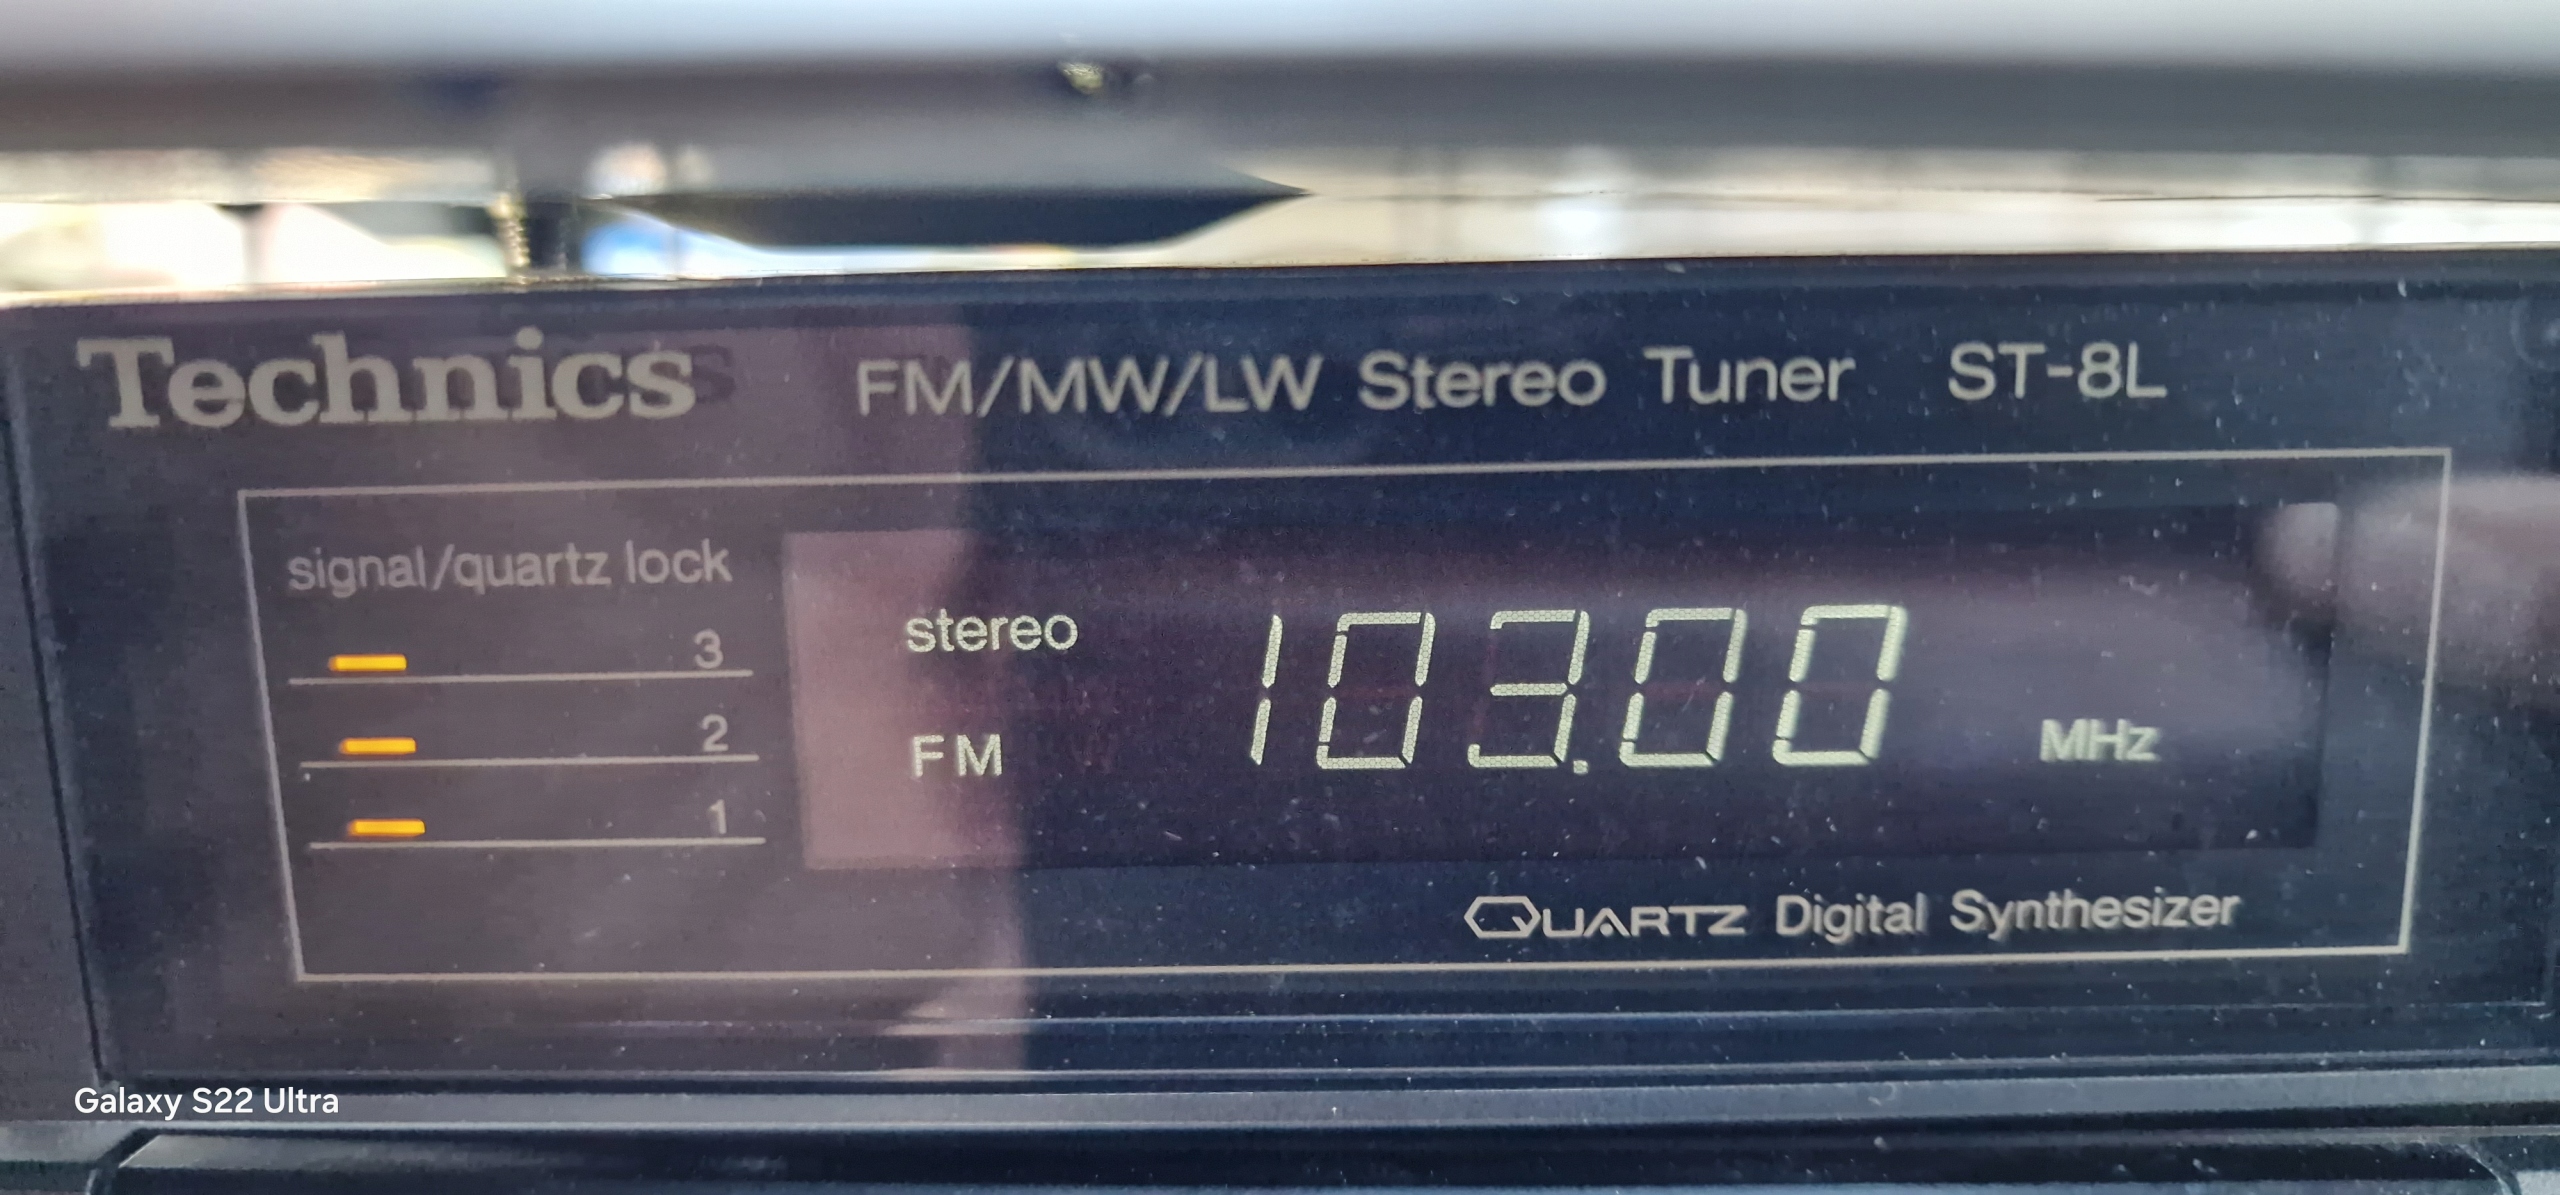 Technics FM/MW/LW Stereo Tuner ST-8L
signal/quartz lock
3
2
1
stereo
FM
103.00 MHz
QUARTZ Digital Synthesizer
Galaxy S22 Ultra